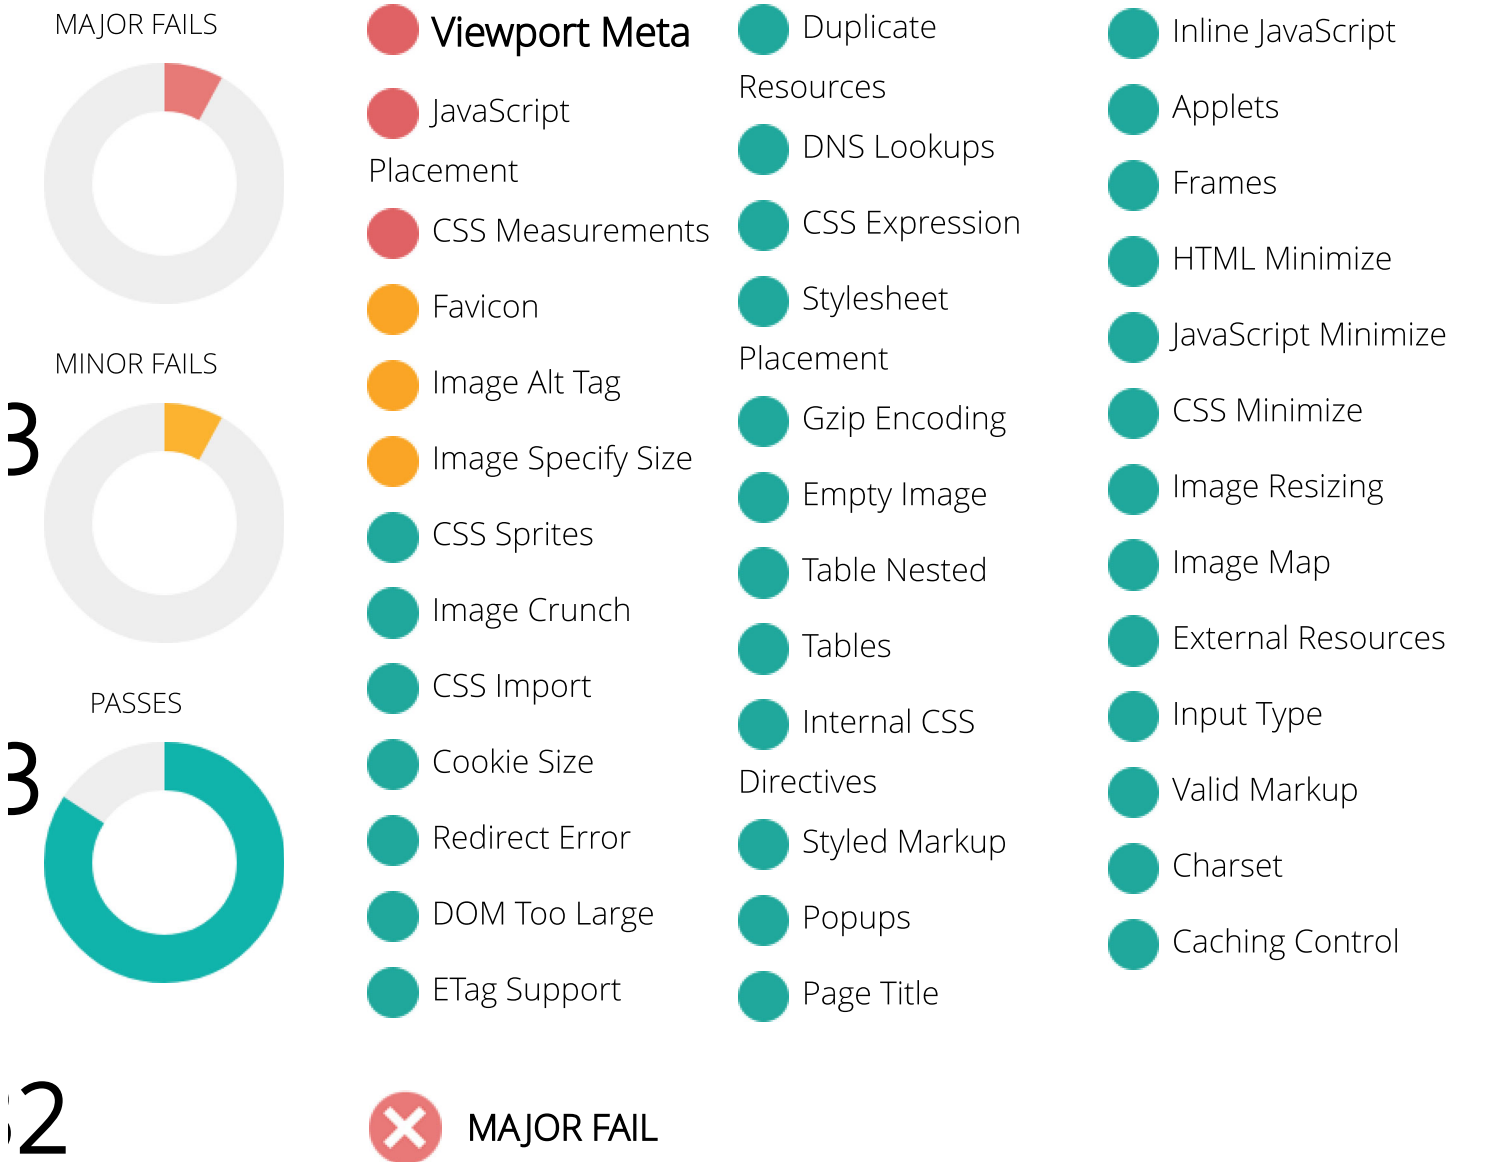 MAJOR FAILS
3
MINOR FAILS
3
PASSES
32
Viewport Meta
JavaScript
Placement
CSS Measurements
Favicon
Image Alt Tag
Image Specify Size
CSS Sprites
Image Crunch
CSS Import
Cookie Size
Redirect Error
DOM Too Large
ETag Support
Duplicate
Resources
DNS Lookups
CSS Expression
Stylesheet
Placement
Gzip Encoding
Empty Image
Table Nested
Tables
Internal CSS
Directives
Styled Markup
Popups
Page Title
Inline JavaScript
Applets
Frames
HTML Minimize
JavaScript Minimize
CSS Minimize
Image Resizing
Image Map
External Resources
Input Type
Valid Markup
Charset
Caching Control
MAJOR FAIL